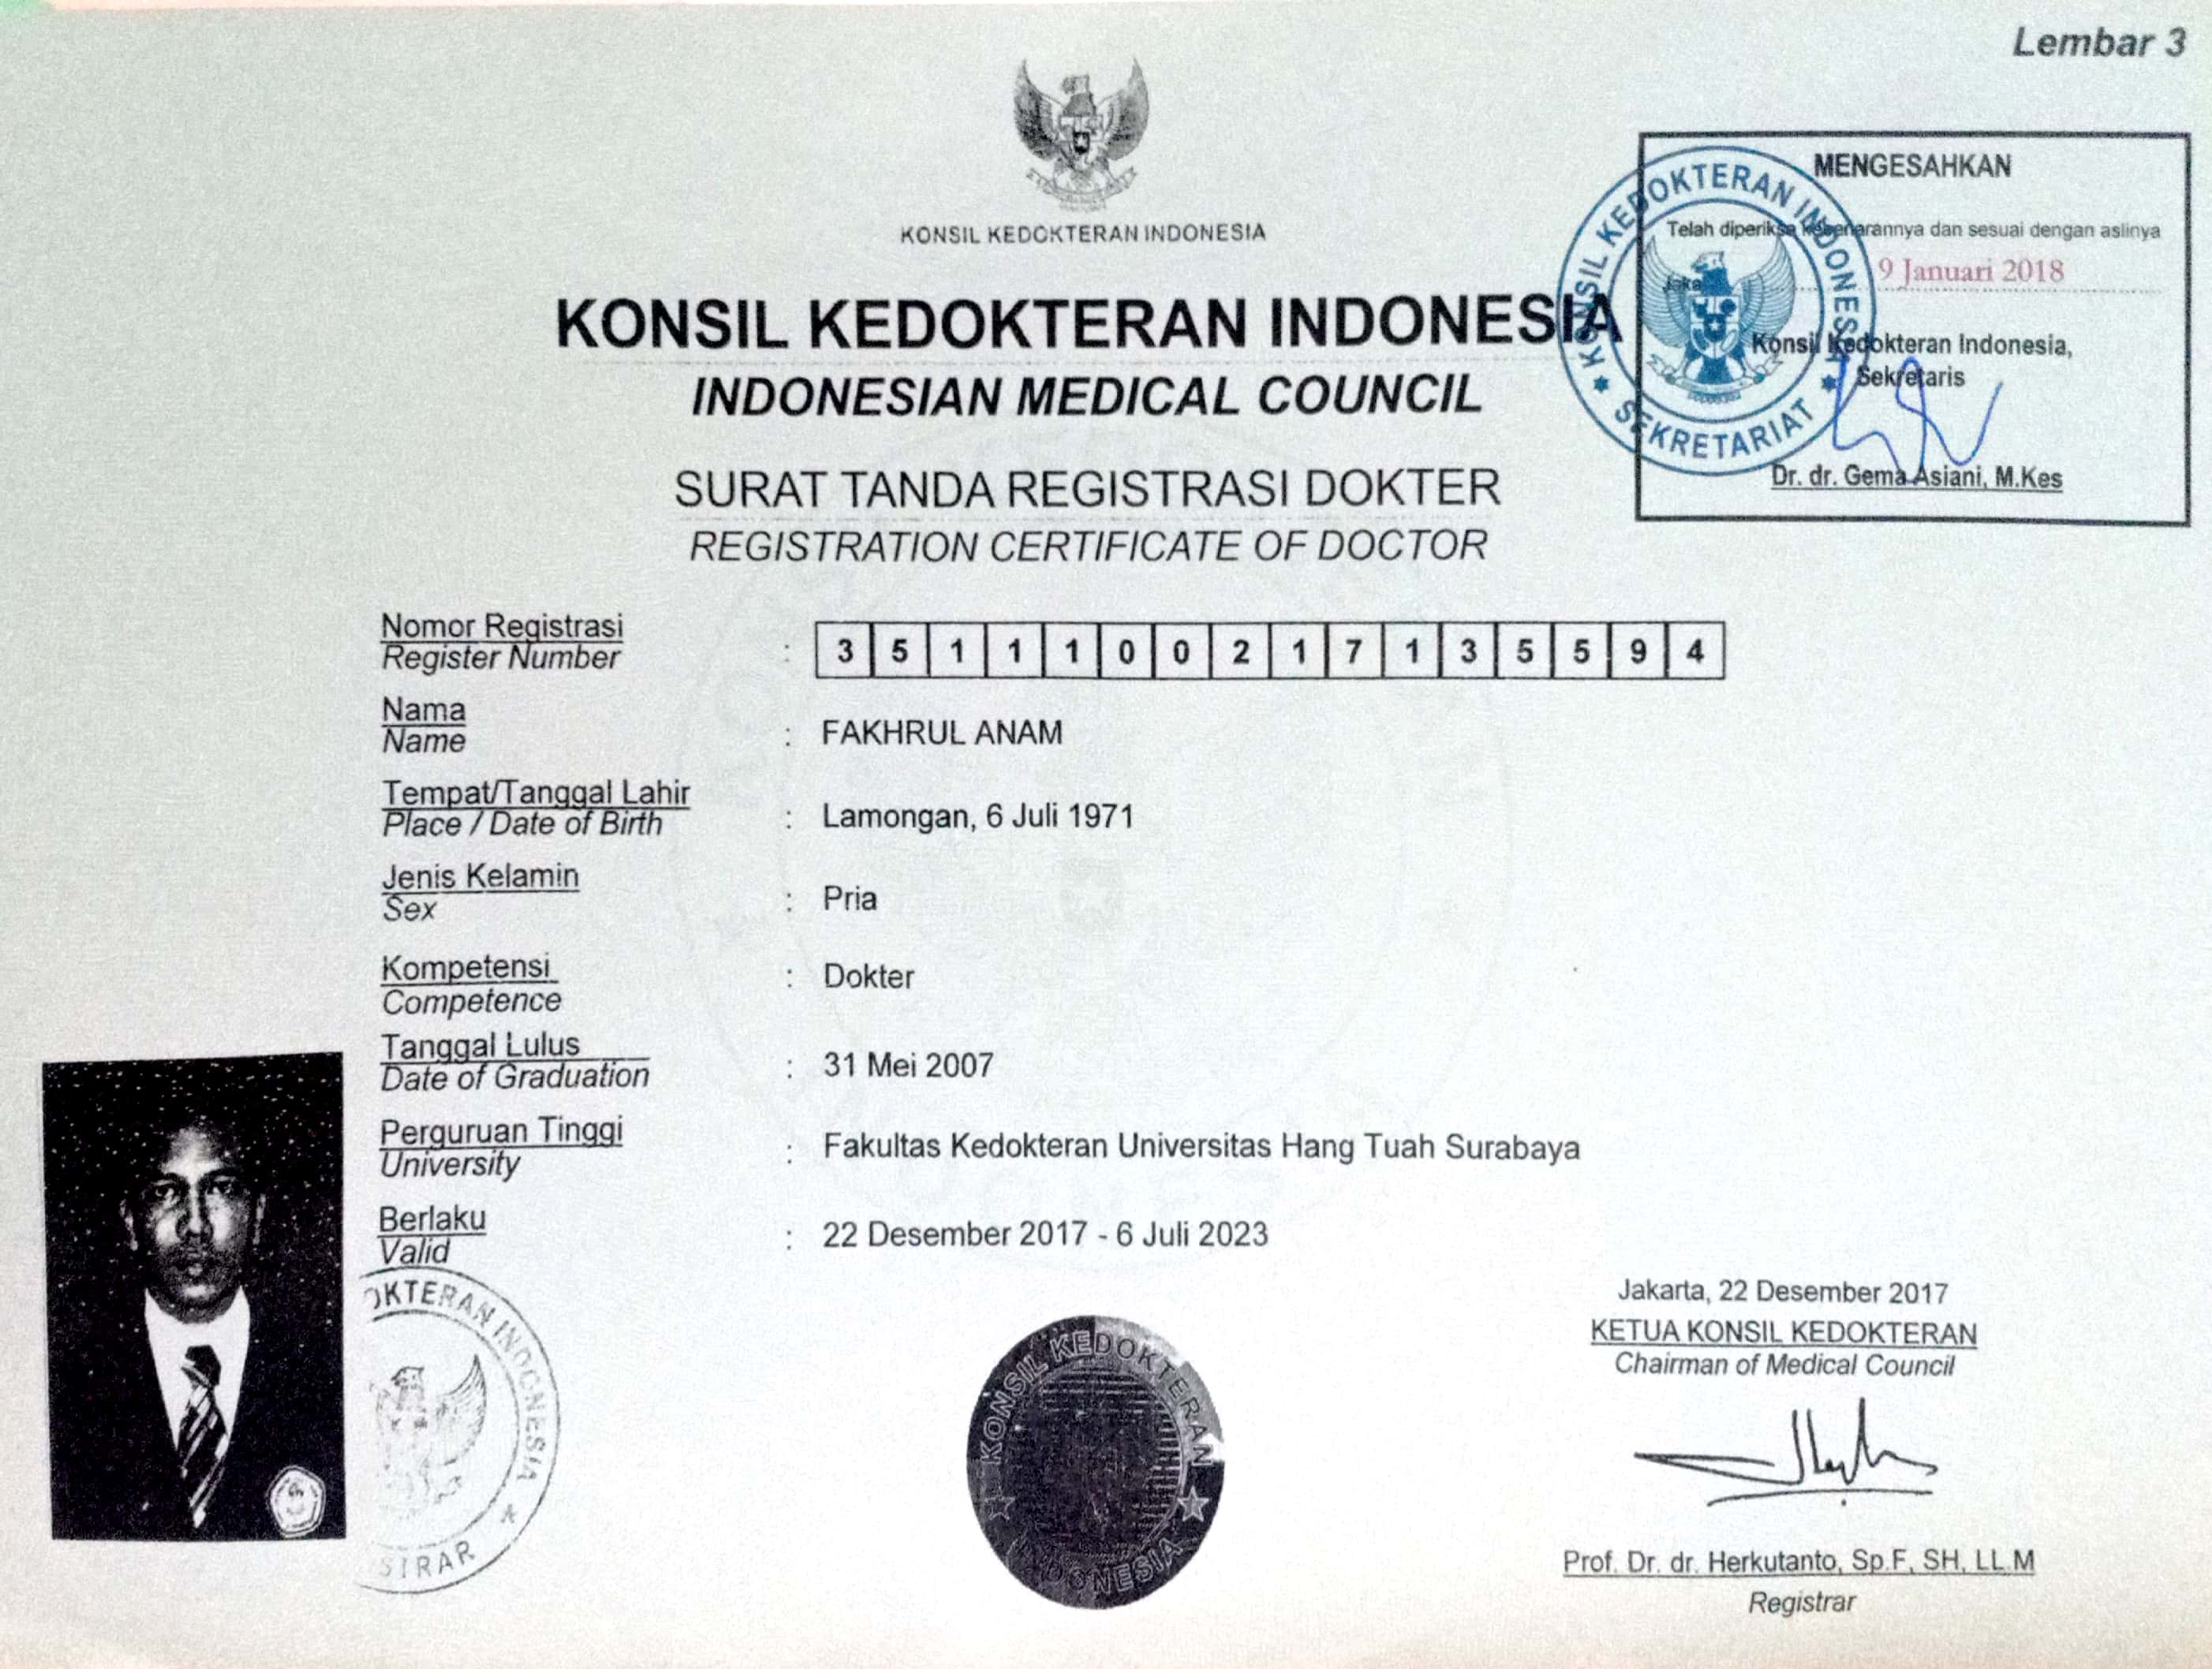 Lembar 3
KONSIL KEDOKTERAN INDONESIA
KONSIL KEDOKTERAN INDONESIA
INDONESIAN MEDICAL COUNCIL
SURAT TANDA REGISTRASI DOKTER
REGISTRATION CERTIFICATE OF DOCTOR
MENGESAHKAN
Telah diperiksa kebenarannya dan sesuai dengan aslinya
9 Januari 2018
Konsil Kedokteran Indonesia,
Sekretaris
Dr. dr. Gema Asiani, M.Kes
KONSIL KEDOKTERAN INDONESIA
SEKRETARIAT
Nomor Registrasi
Register Number : 3 5 1 1 1 0 0 2 1 7 1 3 5 5 9 4
Nama
Name : FAKHRUL ANAM
Tempat/Tanggal Lahir
Place / Date of Birth : Lamongan, 6 Juli 1971
Jenis Kelamin
Sex : Pria
Kompetensi
Competence : Dokter
Tanggal Lulus
Date of Graduation : 31 Mei 2007
Perguruan Tinggi
University : Fakultas Kedokteran Universitas Hang Tuah Surabaya
Berlaku
Valid : 22 Desember 2017 - 6 Juli 2023
OKTERAN INDONESIA
STRAR
KONSIL KEDOKTERAN
INDONESIA
Jakarta, 22 Desember 2017
KETUA KONSIL KEDOKTERAN
Chairman of Medical Council
Prof. Dr. dr. Herkutanto, Sp.F, SH, LL.M
Registrar